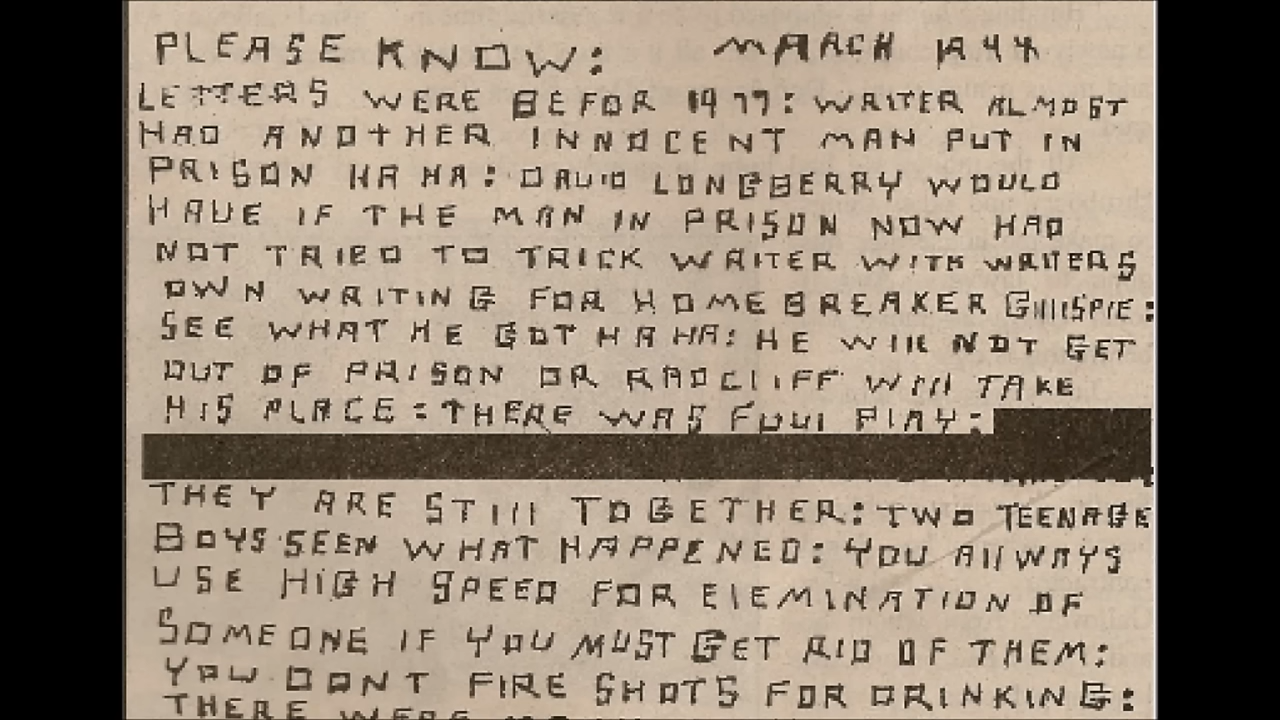 PLEASE KNOW: MARCH 1944
LETTERS WERE BEFOR 1977: WRITER ALMOST
HAD ANOTHER INNOCENT MAN PUT IN
PRISON HA HA: DAVID LONGBERRY WOULD
HAVE IF THE MAN IN PRISON NOW HAD
NOT TRIED TO TRICK WRITER WITH WRITERS
OWN WRITING FOR HOMEBREAKER GIllISPIE:
SEE WHAT HE GOT HA HA: HE WIll NOT GET
OUT OF PRISON OR RADCLIFF WIll TAKE
HIS PLACE: THERE WAS FOUl PlAY:
THEY ARE STIll TOGETHER: TWO TEENAGE
BOYS SEEN WHAT HAPPENED: YOU AllWAYS
USE HIGH SPEED FOR ElEMINATION OF
SOMEONE IF YOU MUST GET RID OF THEM:
YOU DONT FIRE SHOTS FOR DRINKING:
THERE WERE